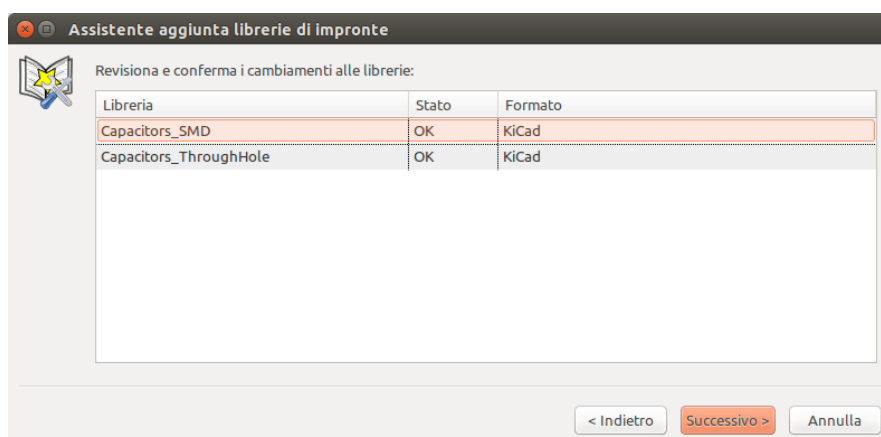 Assistente aggiunta librerie di impronte
Revisiona e conferma i cambiamenti alle librerie:
Libreria Stato Formato
Capacitors_SMD OK KiCad
Capacitors_ThroughHole OK KiCad
< Indietro Successivo > Annulla